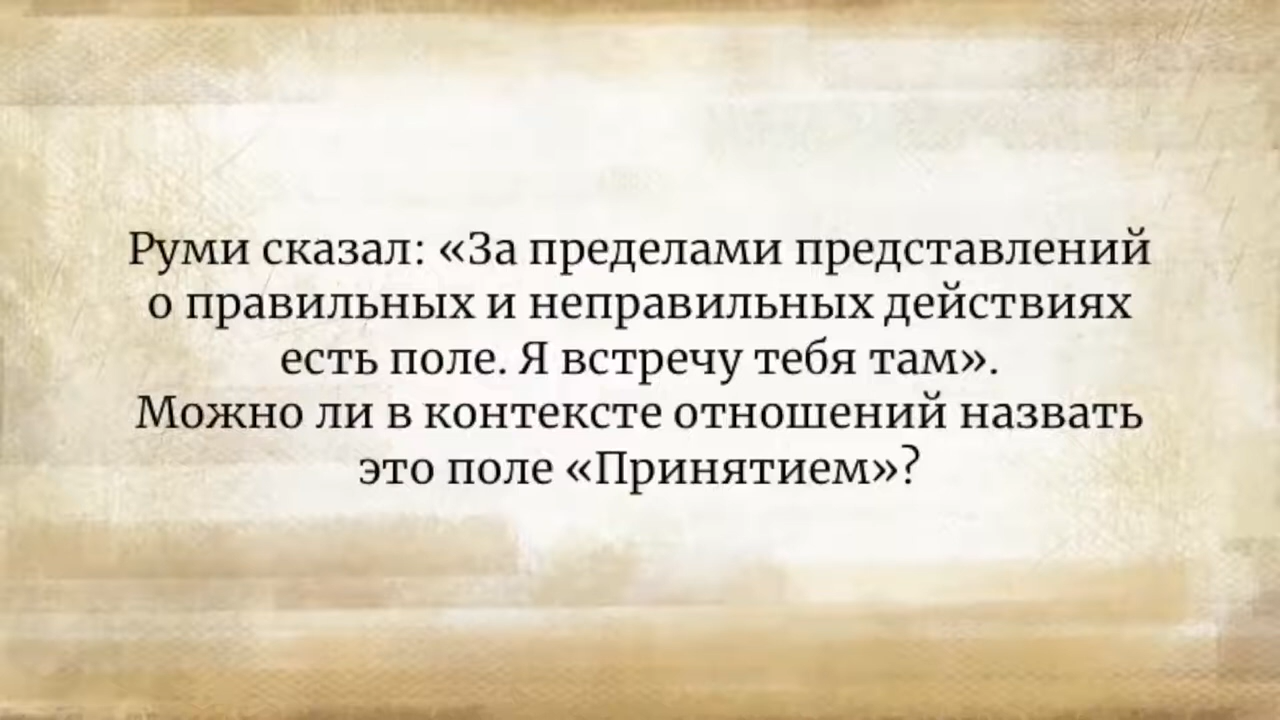 Руми сказал: «За пределами представлений
о правильных и неправильных действиях
есть поле. Я встречу тебя там».
Можно ли в контексте отношений назвать
это поле «Принятием»?